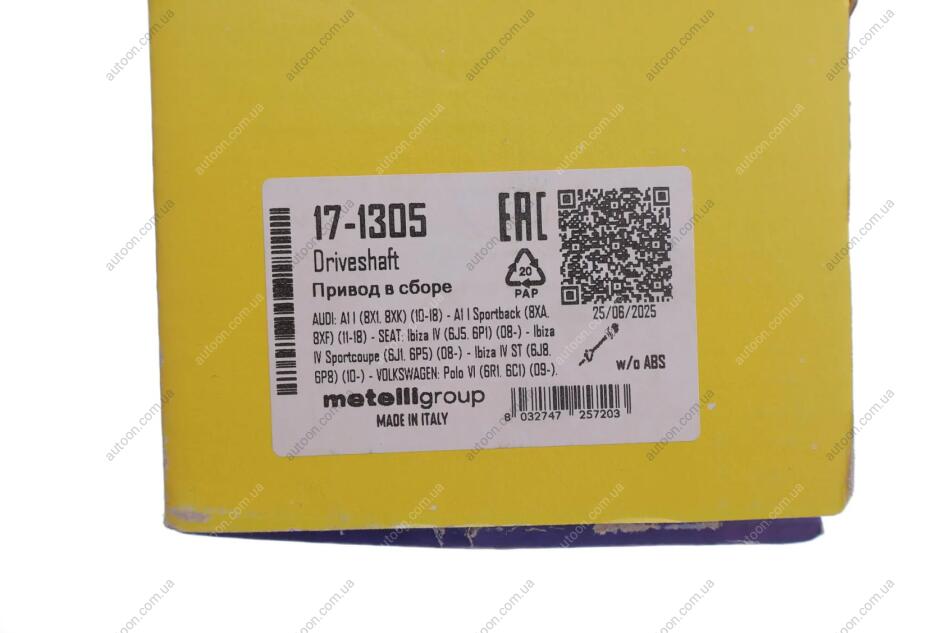 17-1305
EAC
Driveshaft
Привод в сборе
20
PAP
25/06/2025
AUDI: A1 I (8X1, 8XK) (10-18) - A1 I Sportback (8XA,
8XF) (11-18) - SEAT: Ibiza IV (6J5, 6P1) (08-) - Ibiza
IV Sportcoupe (6J1, 6P5) (08-) - Ibiza IV ST (6J8,
6P8) (10-) - VOLKSWAGEN: Polo VI (6R1, 6C1) (09-).
w/o ABS
metelligroup
MADE IN ITALY
8 032747 257203
autoon.com.ua